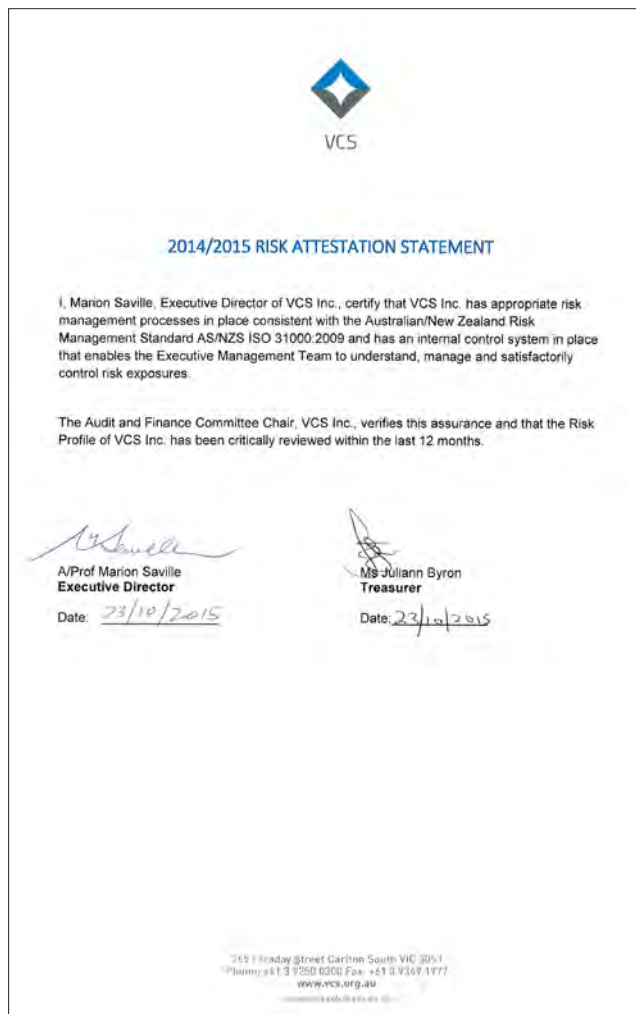 VCS
2014/2015 RISK ATTESTATION STATEMENT
I, Marion Saville, Executive Director of VCS Inc., certify that VCS Inc. has appropriate risk
management processes in place consistent with the Australian/New Zealand Risk
Management Standard AS/NZS ISO 31000:2009 and has an internal control system in place
that enables the Executive Management Team to understand, manage and satisfactorily
control risk exposures.
The Audit and Finance Committee Chair, VCS Inc., verifies this assurance and that the Risk
Profile of VCS Inc. has been critically reviewed within the last 12 months.
A/Prof Marion Saville
Executive Director
Date: 23/10/2015
Ms Juliann Byron
Treasurer
Date: 23/10/2015
265 Faraday Street Carlton South VIC 3053
Phone: +61 3 9250 0300 Fax: +61 3 9349 1977
www.vcs.org.au